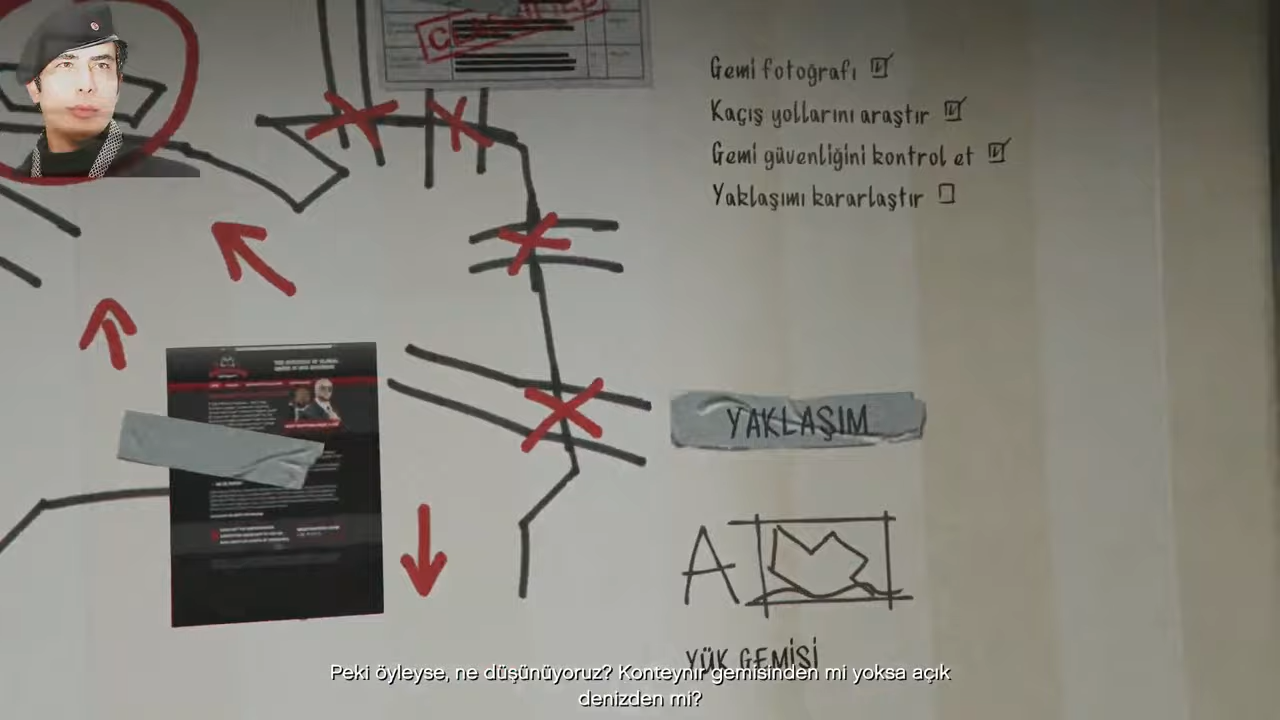 Gemi fotoğrafı
Kaçış yollarını araştır
Gemi güvenliğini kontrol et
Yaklaşımı kararlaştır
YAKLAŞIM
A
YÜK GEMİSİ
Peki öyleyse, ne düşünüyoruz? Konteynır gemisinden mi yoksa açık
denizden mi?